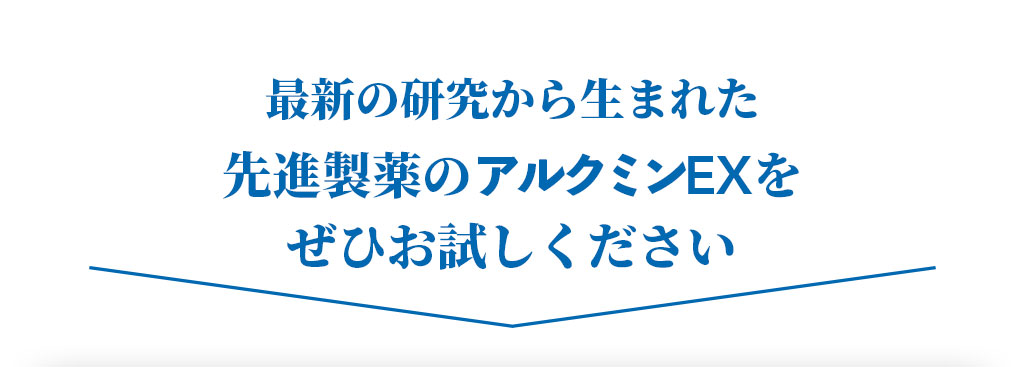 最新の研究から生まれた
先進製薬のアルクミンEXを
ぜひお試しください